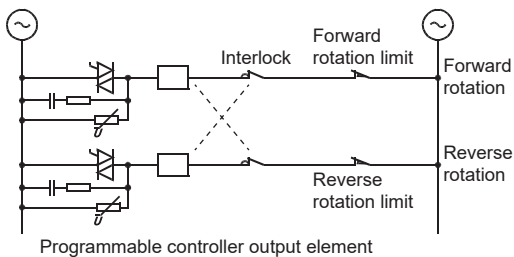 Forward
rotation limit
Interlock
Forward
rotation
U
Reverse
rotation
Reverse
rotation limit
U
Programmable controller output element